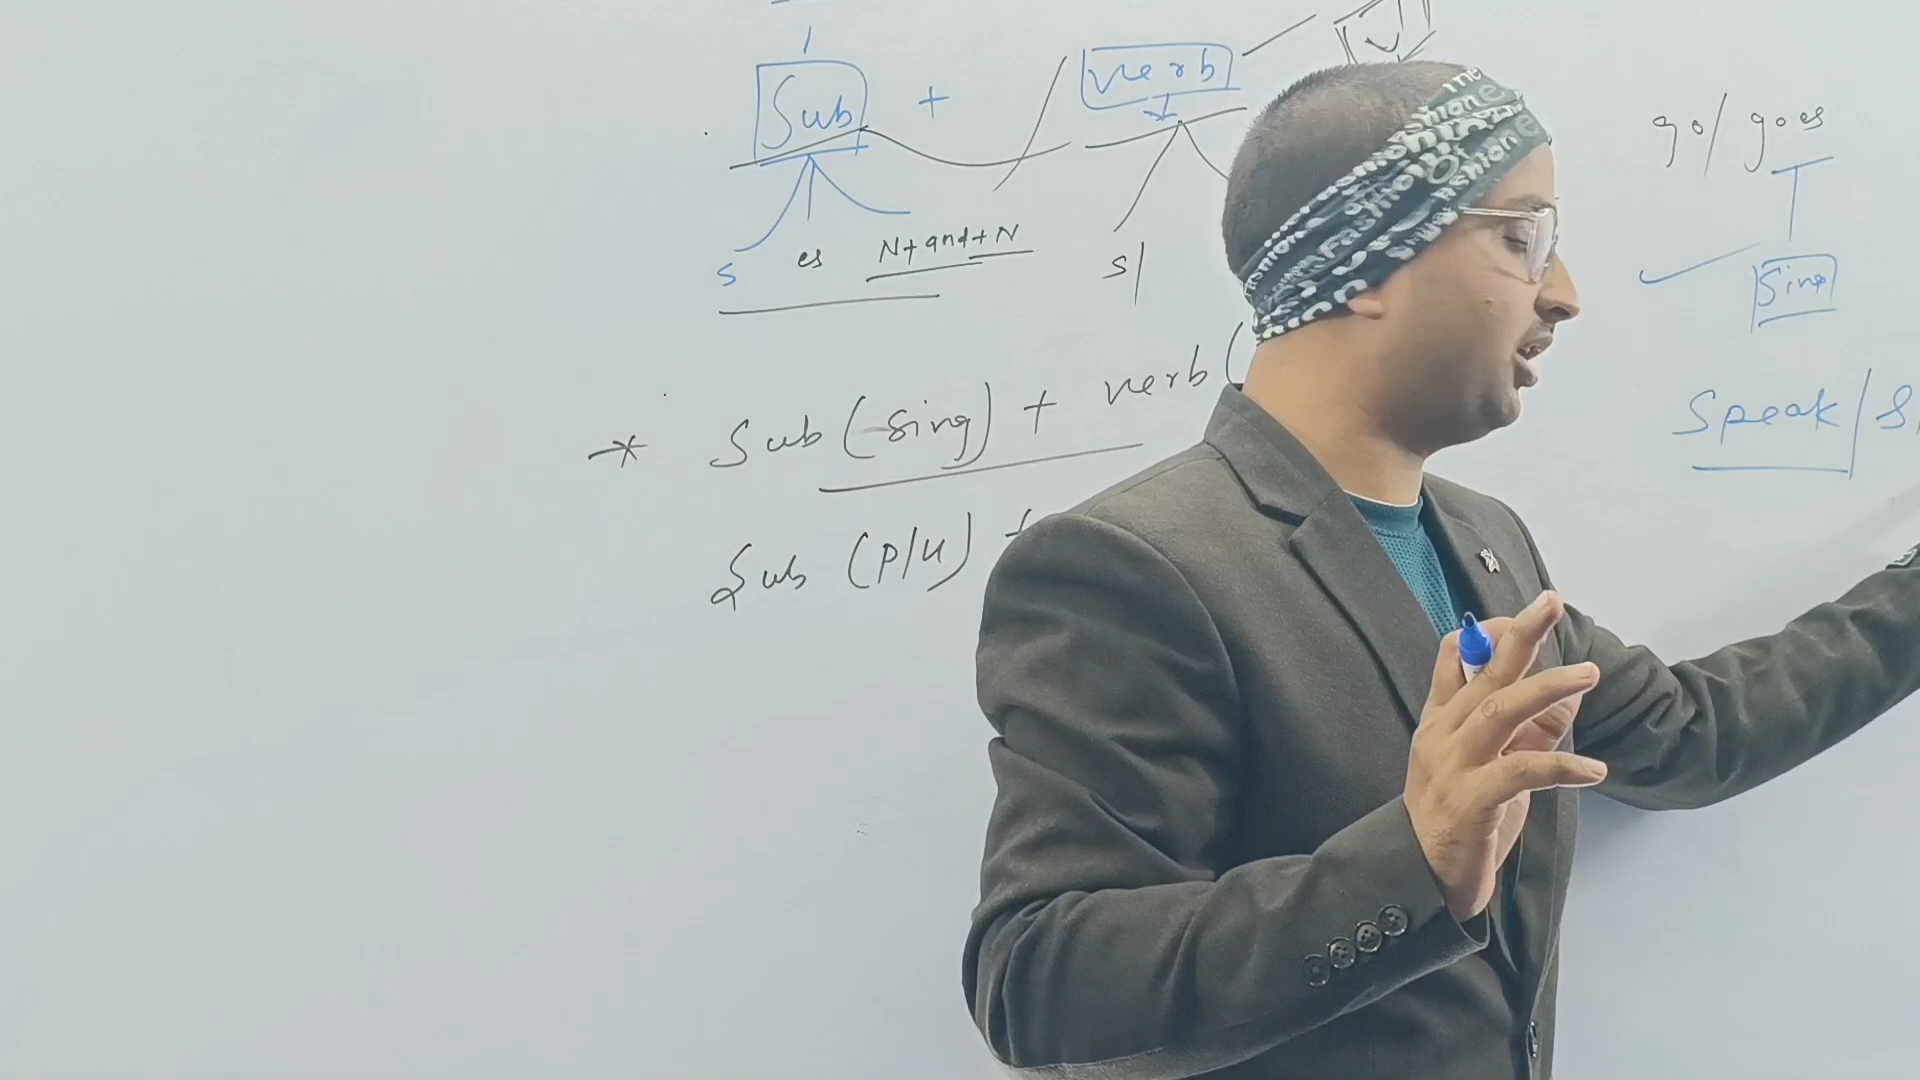 Sub + verb
s es N+and+N s/
* Sub (sing) + verb (
Sub (P/u) +
go/goes
sing
Speak/S